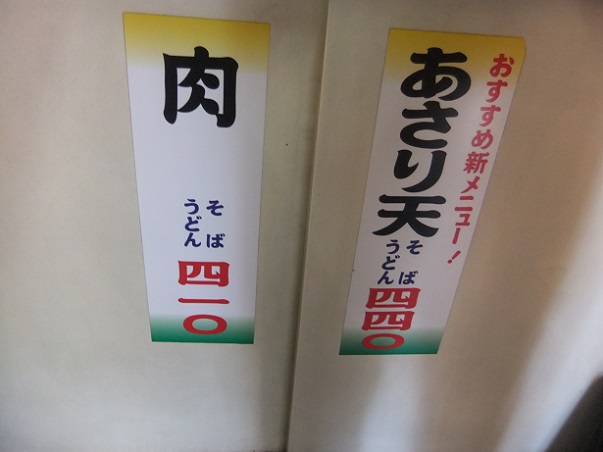 おすすめ新メニュー!
あさり天
そば
うどん
四四〇
肉
そば
うどん
四一〇